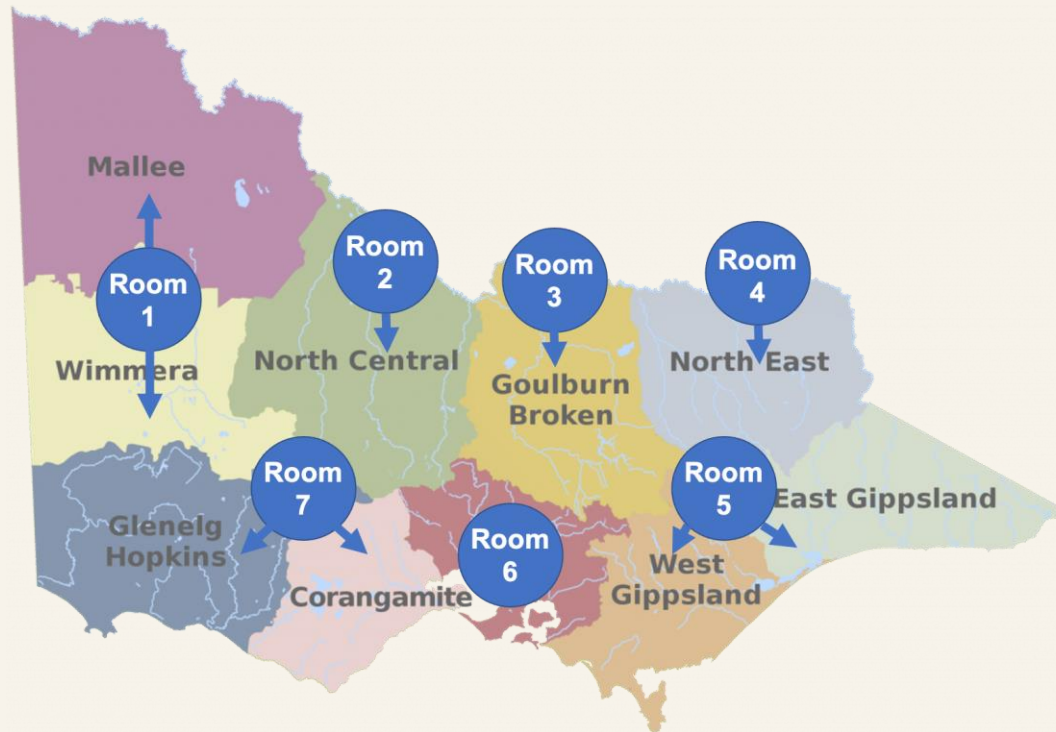 Mallee
Room
1
Room
2
Room
3
Room
4
Wimmera
North Central
Goulburn
Broken
North East
Room
7
Room
5
Glenelg
Hopkins
Room
6
East Gippsland
Corangamite
West
Gippsland